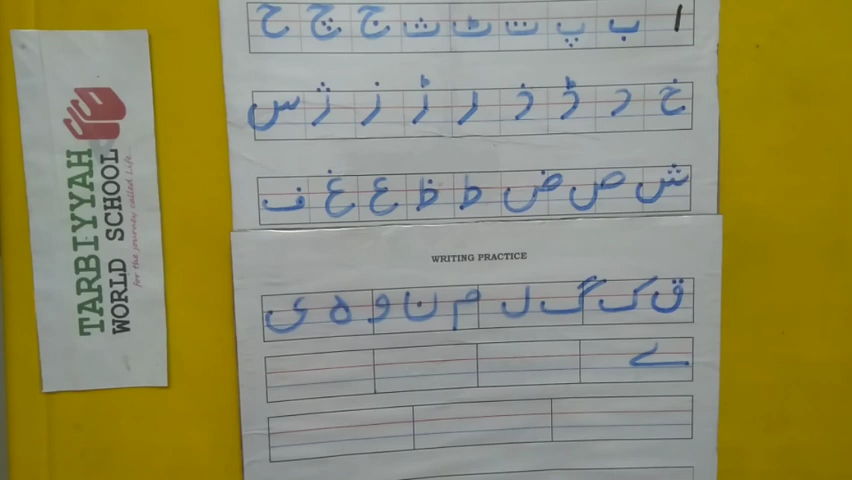 ا ب پ ت ٹ ث ج چ ح
خ د ڈ ذ ر ڑ ز ژ س
ش ص ض ط ظ ع غ ف
WRITING PRACTICE
ق ک گ ل م ن و ہ ی
ے
TARBIYYAH
WORLD SCHOOL
for the journey called Life...